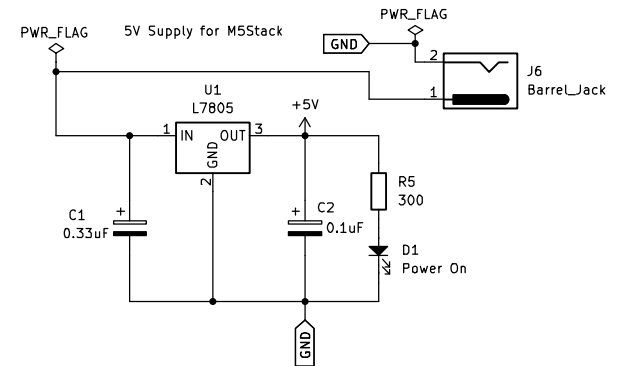 PWR_FLAG
PWR_FLAG
5V Supply for M5Stack
GND
2
J6
1
Barrel_Jack
U1
L7805
+5V
1
IN
OUT
3
GND
2
R5
300
C1
+
0.33uF
+
C2
0.1uF
D1
Power On
GND